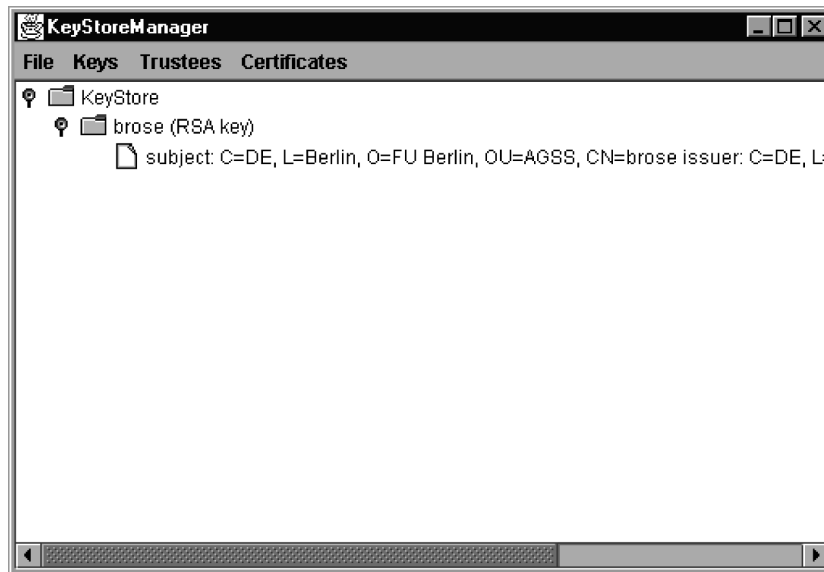 KeyStoreManager
File Keys Trustees Certificates
KeyStore
brose (RSA key)
subject: C=DE, L=Berlin, O=FU Berlin, OU=AGSS, CN=brose issuer: C=DE, L=